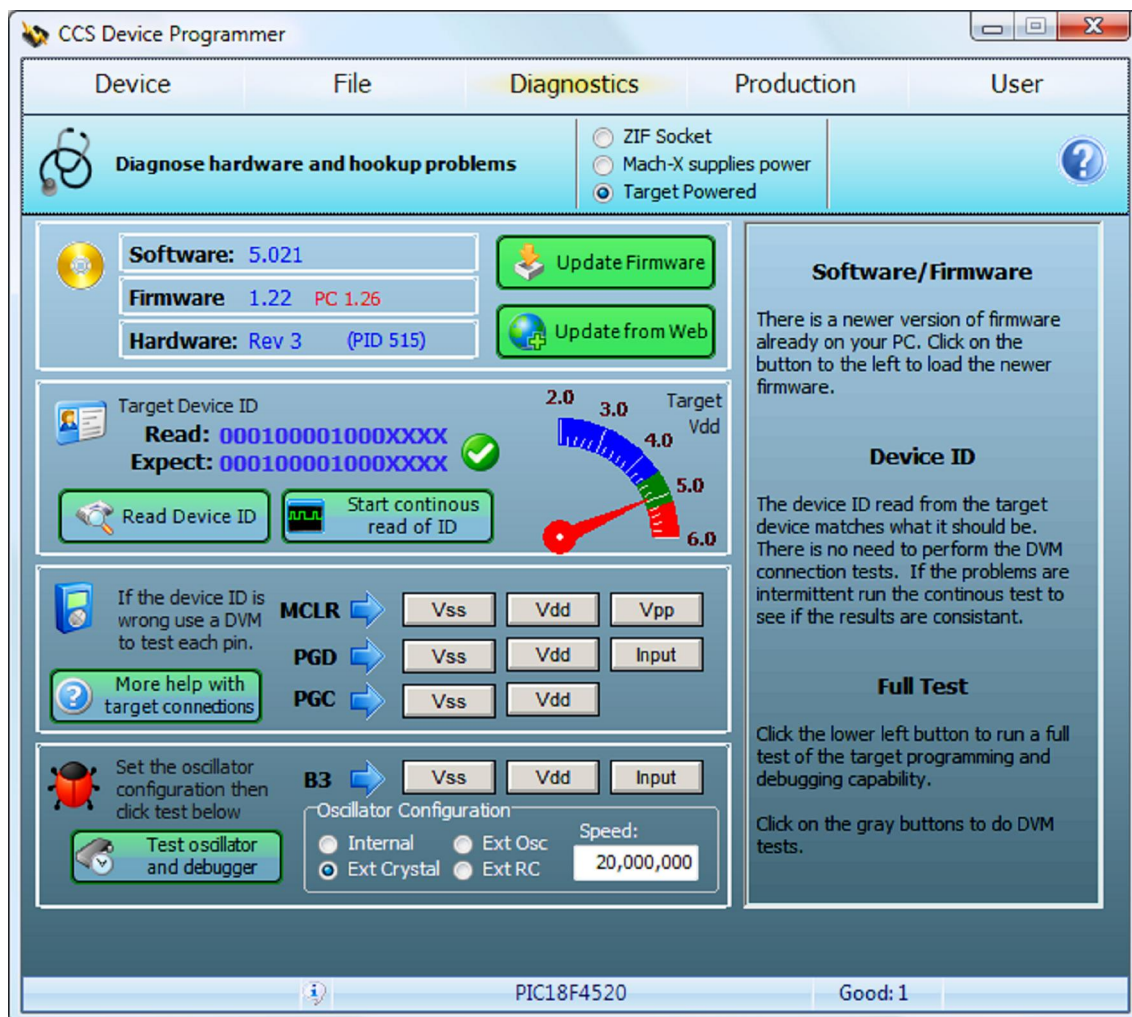 CCS Device Programmer
Device File Diagnostics Production User
Diagnose hardware and hookup problems
ZIF Socket
Mach-X supplies power
Target Powered
Software: 5.021
Firmware 1.22 PC 1.26
Hardware: Rev 3 (PID 515)
Update Firmware
Update from Web
Target Device ID
Read: 000100001000XXXX
Expect: 000100001000XXXX
Read Device ID
Start continous
read of ID
2.0
3.0
4.0
5.0
6.0
Target
Vdd
If the device ID is
wrong use a DVM
to test each pin.
More help with
target connections
MCLR Vss Vdd Vpp
PGD Vss Vdd Input
PGC Vss Vdd
Set the oscillator
configuration then
click test below
Test oscillator
and debugger
B3 Vss Vdd Input
Oscillator Configuration
Internal Ext Osc
Ext Crystal Ext RC
Speed:
20,000,000
Software/Firmware
There is a newer version of firmware
already on your PC. Click on the
button to the left to load the newer
firmware.
Device ID
The device ID read from the target
device matches what it should be.
There is no need to perform the DVM
connection tests. If the problems are
intermittent run the continous test to
see if the results are consistant.
Full Test
Click the lower left button to run a full
test of the target programming and
debugging capability.
Click on the gray buttons to do DVM
tests.
PIC18F4520 Good: 1